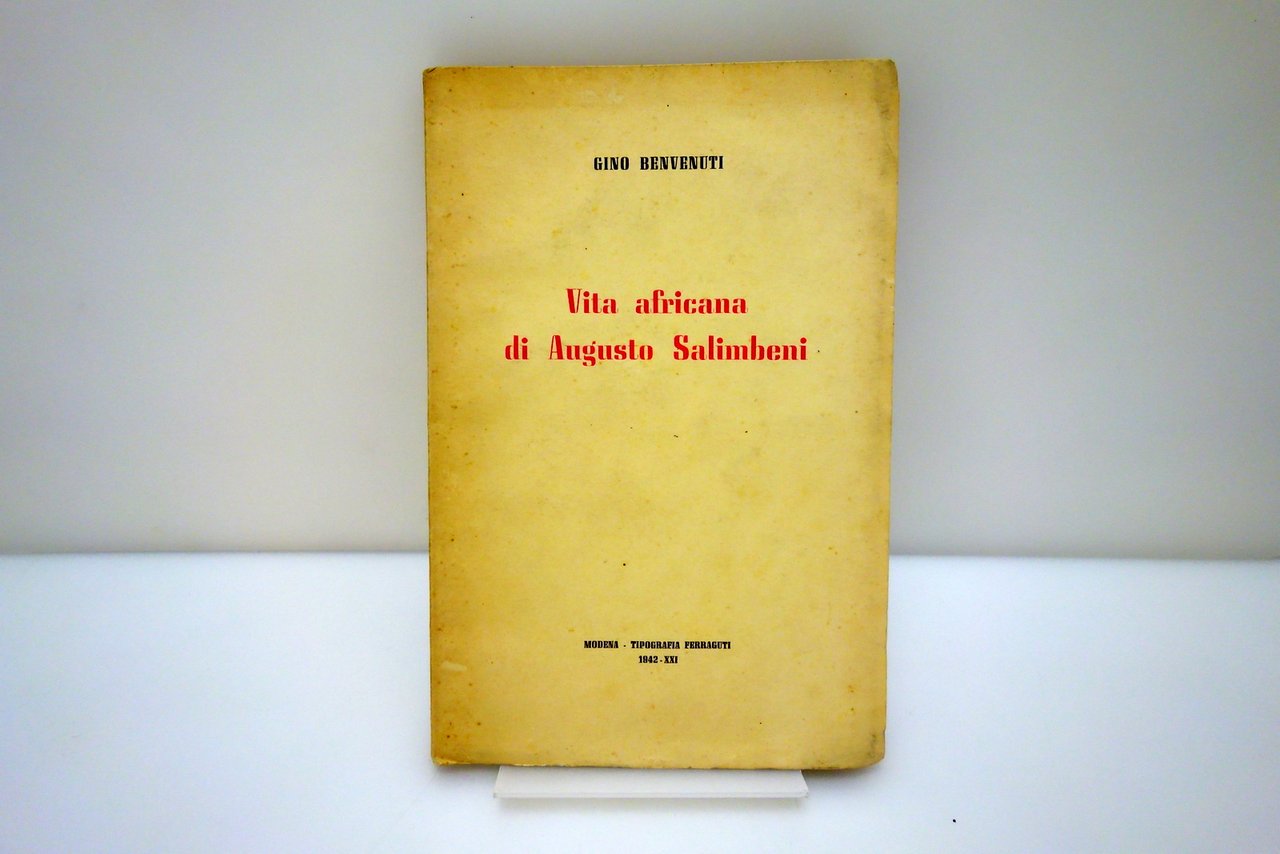 GINO BENVENUTI
Vita africana
di Augusto Salimbeni
MODENA - TIPOGRAFIA FERRAGUTI
1942 - XXI